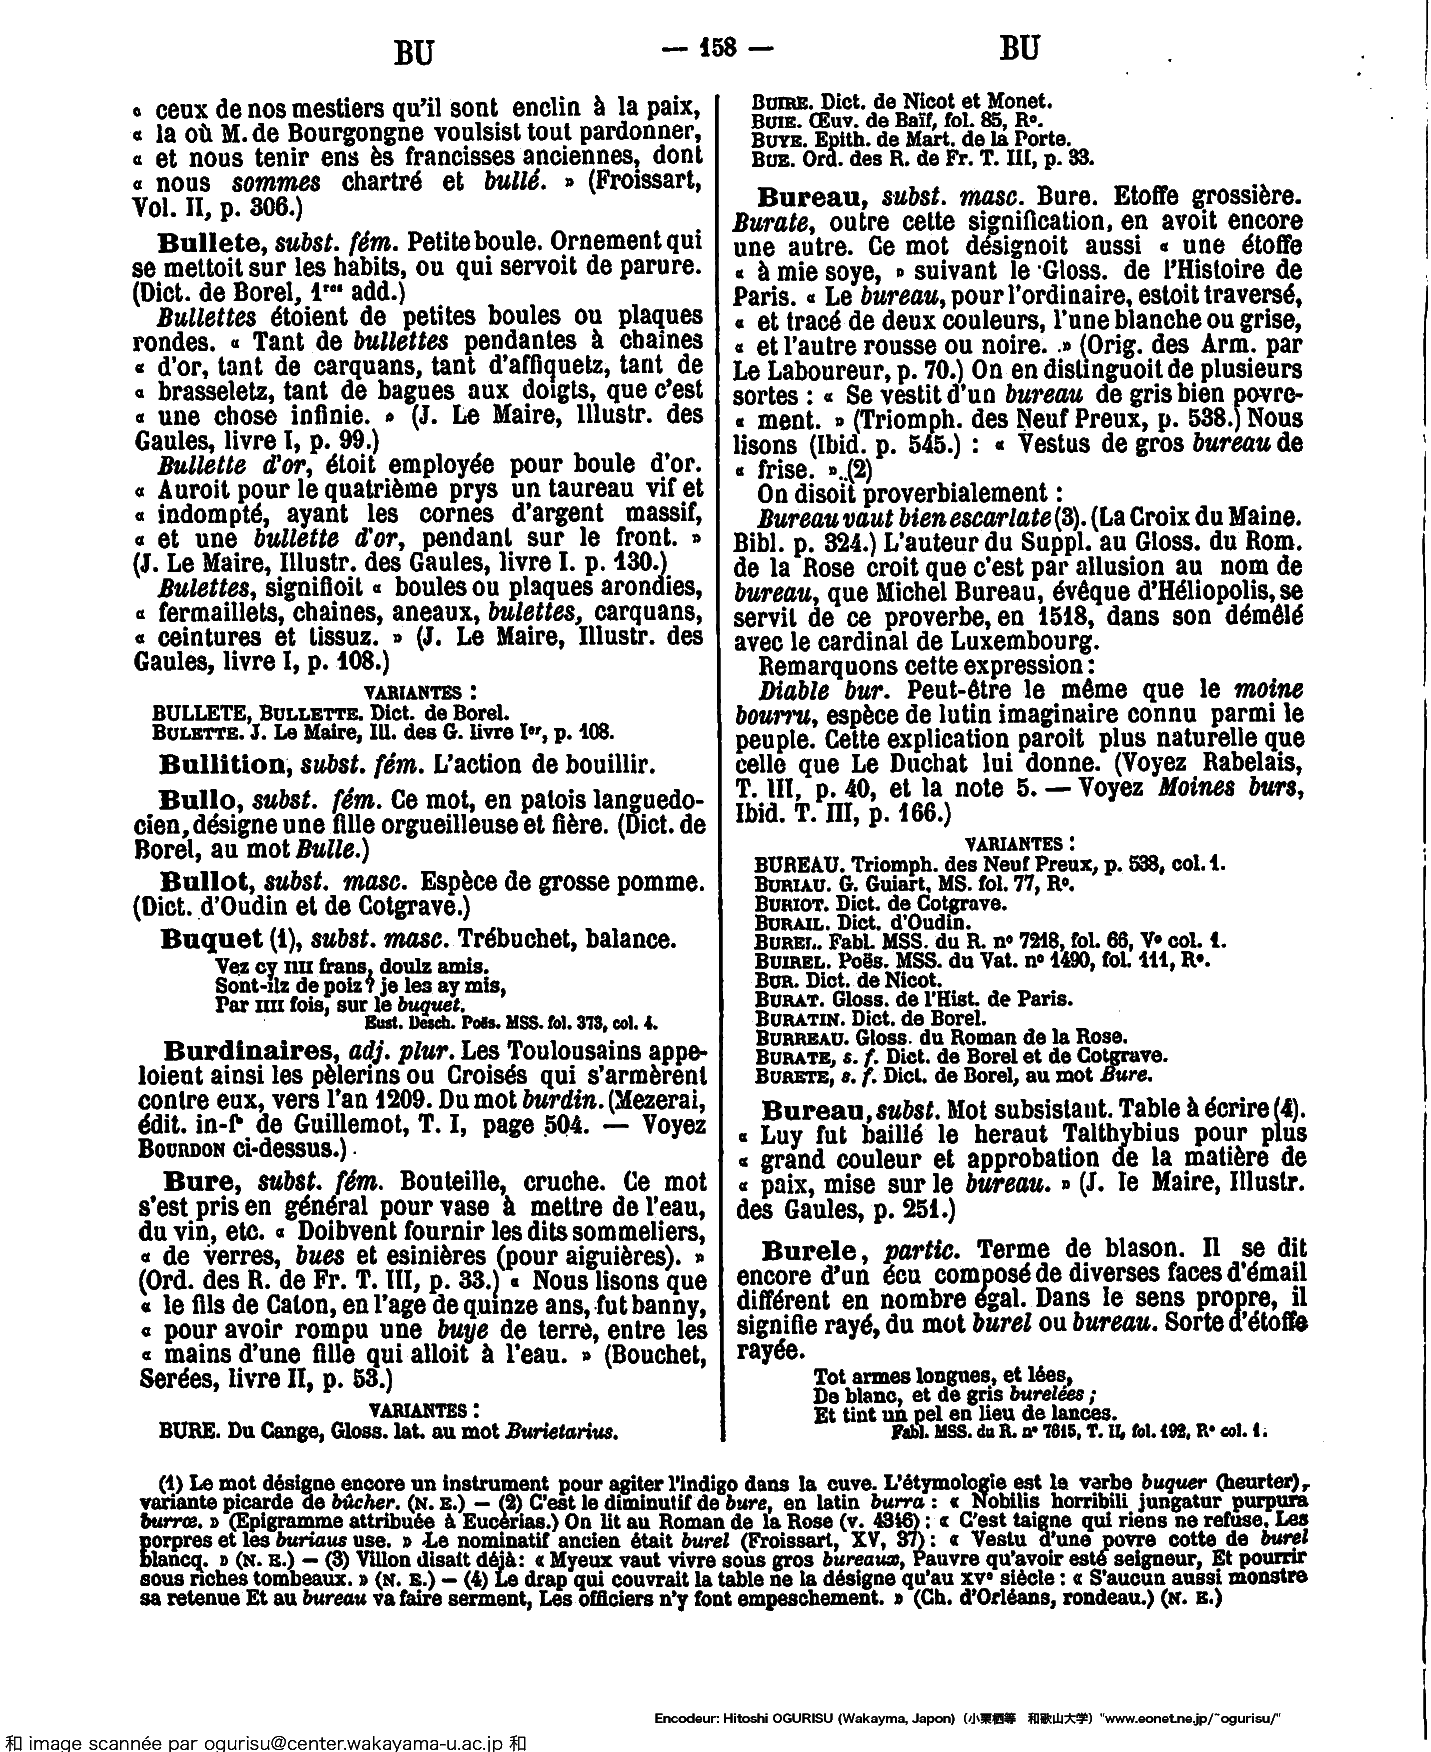 BU
— 158 —
BU
« ceux de nos mestiers qu'il sont enclin à la paix,
« la où M. de Bourgongne voulsist tout pardonner,
« et nous tenir ens ès francisses anciennes, dont
« nous sommes chartré et bullé. » (Froissart,
Vol. II, p. 306.)
Bullete, subst. fém. Petite boule. Ornement qui
se mettoit sur les habits, ou qui servoit de parure.
(Dict. de Borel, 1res add.)
Bullettes étoient de petites boules ou plaques
rondes. « Tant de bullettes pendantes à chaines
« d'or, tant de carquans, tant d'affiquetz, tant de
« brasseletz, tant de bagues aux doigts, que c'est
« une chose infinie. » (J. Le Maire, Illustr. des
Gaules, livre I, p. 99.)
Bullette d'or, étoit employée pour boule d'or.
« Auroit pour le quatrième prys un taureau vif et
« indompté, ayant les cornes d'argent massif,
« et une bullette d'or, pendant sur le front. »
(J. Le Maire, Illustr. des Gaules, livre I. p. 130.)
Bulettes, signifioit « boules ou plaques arondies,
« fermaillets, chaines, aneaux, bulettes, carquans,
« ceintures et tissuz. » (J. Le Maire, Illustr. des
Gaules, livre I, p. 108.)
VARIANTES :
BULLETE, BULLETTE. Dict. de Borel.
BULETTE. J. Le Maire, Ill. des G. livre Ier, p. 108.
Bullition, subst. fém. L'action de bouillir.
Bullo, subst. fém. Ce mot, en patois languedo-
cien, désigne une fille orgueilleuse et fière. (Dict. de
Borel, au mot Bulle.)
Bullot, subst. masc. Espèce de grosse pomme.
(Dict. d'Oudin et de Cotgrave.)
Buquet (1), subst. masc. Trébuchet, balance.
Vez cy IIII frans, doulz amis.
Sont-ilz de poiz? je les ay mis,
Par IIII fois, sur le buquet.
Eust. Desch. Poës. MSS. fol. 373, col. 4.
Burdinaires, adj. plur. Les Toulousains appe-
loient ainsi les pèlerins ou Croisés qui s'armèrent
contre eux, vers l'an 1209. Du mot burdin. (Mezerai,
édit. in-f° de Guillemot, T. I, page 504. — Voyez
BOURDON ci-dessus.)
Bure, subst. fém. Bouteille, cruche. Ce mot
s'est pris en général pour vase à mettre de l'eau,
du vin, etc. « Doibvent fournir les dits sommeliers,
« de verres, bues et esinières (pour aiguières). »
(Ord. des R. de Fr. T. III, p. 33.) « Nous lisons que
« le fils de Caton, en l'age de quinze ans, fut banny,
« pour avoir rompu une buye de terre, entre les
« mains d'une fille qui alloit à l'eau. » (Bouchet,
Serées, livre II, p. 53.)
VARIANTES :
BURE. Du Cange, Gloss. lat. au mot Burietarius.
BUIRE. Dict. de Nicot et Monet.
BUIE. Œuv. de Baïf, fol. 85, R°.
BUYE. Epith. de Mart. de la Porte.
BUE. Ord. des R. de Fr. T. III, p. 33.
Bureau, subst. masc. Bure. Etoffe grossière.
Burate, outre cette signification, en avoit encore
une autre. Ce mot désignoit aussi « une étoffe
« à mie soye, » suivant le Gloss. de l'Histoire de
Paris. « Le bureau, pour l'ordinaire, estoit traversé,
« et tracé de deux couleurs, l'une blanche ou grise,
« et l'autre rousse ou noire. » (Orig. des Arm. par
Le Laboureur, p. 70.) On en distinguoit de plusieurs
sortes : « Se vestit d'un bureau de gris bien povre-
« ment. » (Triomph. des Neuf Preux, p. 538.) Nous
lisons (Ibid. p. 545.) : « Vestus de gros bureau de
« frise. » (2)
On disoit proverbialement :
Bureau vaut bien escarlate (3). (La Croix du Maine.
Bibl. p. 324.) L'auteur du Suppl. au Gloss. du Rom.
de la Rose croit que c'est par allusion au nom de
bureau, que Michel Bureau, évêque d'Héliopolis, se
servit de ce proverbe, en 1518, dans son démêlé
avec le cardinal de Luxembourg.
Remarquons cette expression :
Diable bur. Peut-être le même que le moine
bourru, espèce de lutin imaginaire connu parmi le
peuple. Cette explication paroit plus naturelle que
celle que Le Duchat lui donne. (Voyez Rabelais,
T. III, p. 40, et la note 5. — Voyez Moines burs,
Ibid. T. III, p. 166.)
VARIANTES :
BUREAU. Triomph. des Neuf Preux, p. 538, col. 1.
BURIAU. G. Guiart, MS. fol. 77, R°.
BURIOT. Dict. de Cotgrave.
BURAIL. Dict. d'Oudin.
BUREL. Fabl. MSS. du R. n° 7218, fol. 66, V° col. 1.
BUIREL. Poës. MSS. du Vat. n° 1490, fol. 111, R°.
BUR. Dict. de Nicot.
BURAT. Gloss. de l'Hist. de Paris.
BURATIN. Dict. de Borel.
BURREAU. Gloss. du Roman de la Rose.
BURATE, s. f. Dict. de Borel et de Cotgrave.
BURETE, s. f. Dict. de Borel, au mot Bure.
Bureau, subst. Mot subsistant. Table à écrire (4).
« Luy fut baillé le heraut Talthybius pour plus
« grand couleur et approbation de la matière de
« paix, mise sur le bureau. » (J. le Maire, Illustr.
des Gaules, p. 251.)
Burele, partic. Terme de blason. Il se dit
encore d'un écu composé de diverses faces d'émail
différent en nombre égal. Dans le sens propre, il
signifie rayé, du mot burel ou bureau. Sorte d'étoffe
rayée.
Tot armes longues, et lées,
De blanc, et de gris burelées ;
Et tint un pel en lieu de lances.
Fabl. MSS. du R. n° 7615, T. II, fol. 192, R° col. 1.
(1) Le mot désigne encore un instrument pour agiter l'indigo dans la cuve. L'étymologie est le verbe buquer (heurter),
variante picarde de bûcher. (N. E.) — (2) C'est le diminutif de bure, en latin burra : « Nobilis horribili jungatur purpura
burræ. » (Epigramme attribuée à Eucérias.) On lit au Roman de la Rose (v. 4346) : « C'est taigne qui riens ne refuse, Les
porpres et les buriaus use. » Le nominatif ancien était burel (Froissart, XV, 37) : « Vestu d'une povre cotte de burel
blancq. » (N. E.) — (3) Villon disait déjà : « Myeux vaut vivre sous gros bureaux, Pauvre qu'avoir esté seigneur, Et pourrir
sous riches tombeaux. » (N. E.) — (4) Le drap qui couvrait la table ne la désigne qu'au XVe siècle : « S'aucun aussi monstre
sa retenue Et au bureau va faire serment, Les officiers n'y font empeschement. » (Ch. d'Orléans, rondeau.) (N. E.)
Encodeur: Hitoshi OGURISU (Wakayma, Japon) (小栗栖等 和歌山大学) "www.eonet.ne.jp/~ogurisu/"
和 image scannée par ogurisu@center.wakayama-u.ac.jp 和